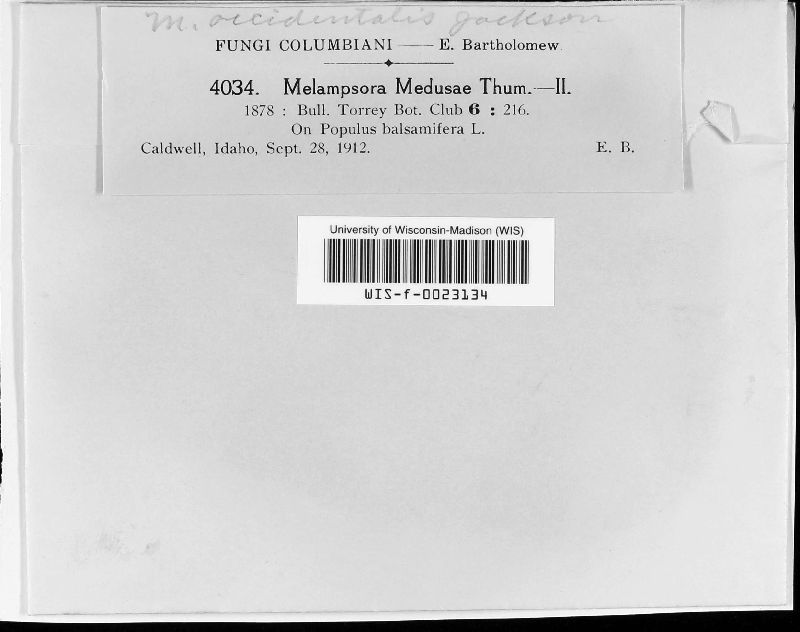 M. occidentalis Jackson
FUNGI COLUMBIANI —— E. Bartholomew.
4034. Melampsora Medusae Thum.—II.
1878 : Bull. Torrey Bot. Club 6 : 216.
On Populus balsamifera L.
Caldwell, Idaho, Sept. 28, 1912. E. B.
University of Wisconsin-Madison (WIS)
WIS-f-0023134